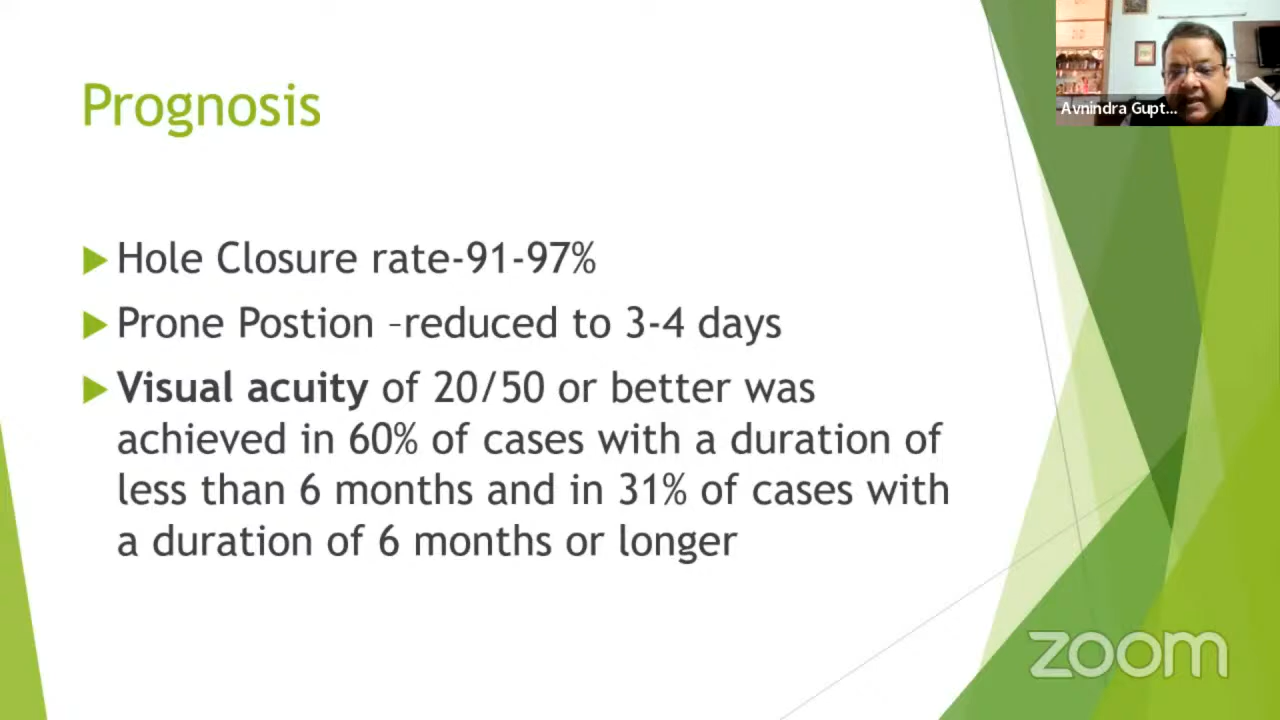 Prognosis
Avnindra Gupt...
Hole Closure rate-91-97%
Prone Postion –reduced to 3-4 days
Visual acuity of 20/50 or better was
achieved in 60% of cases with a duration of
less than 6 months and in 31% of cases with
a duration of 6 months or longer
zoom